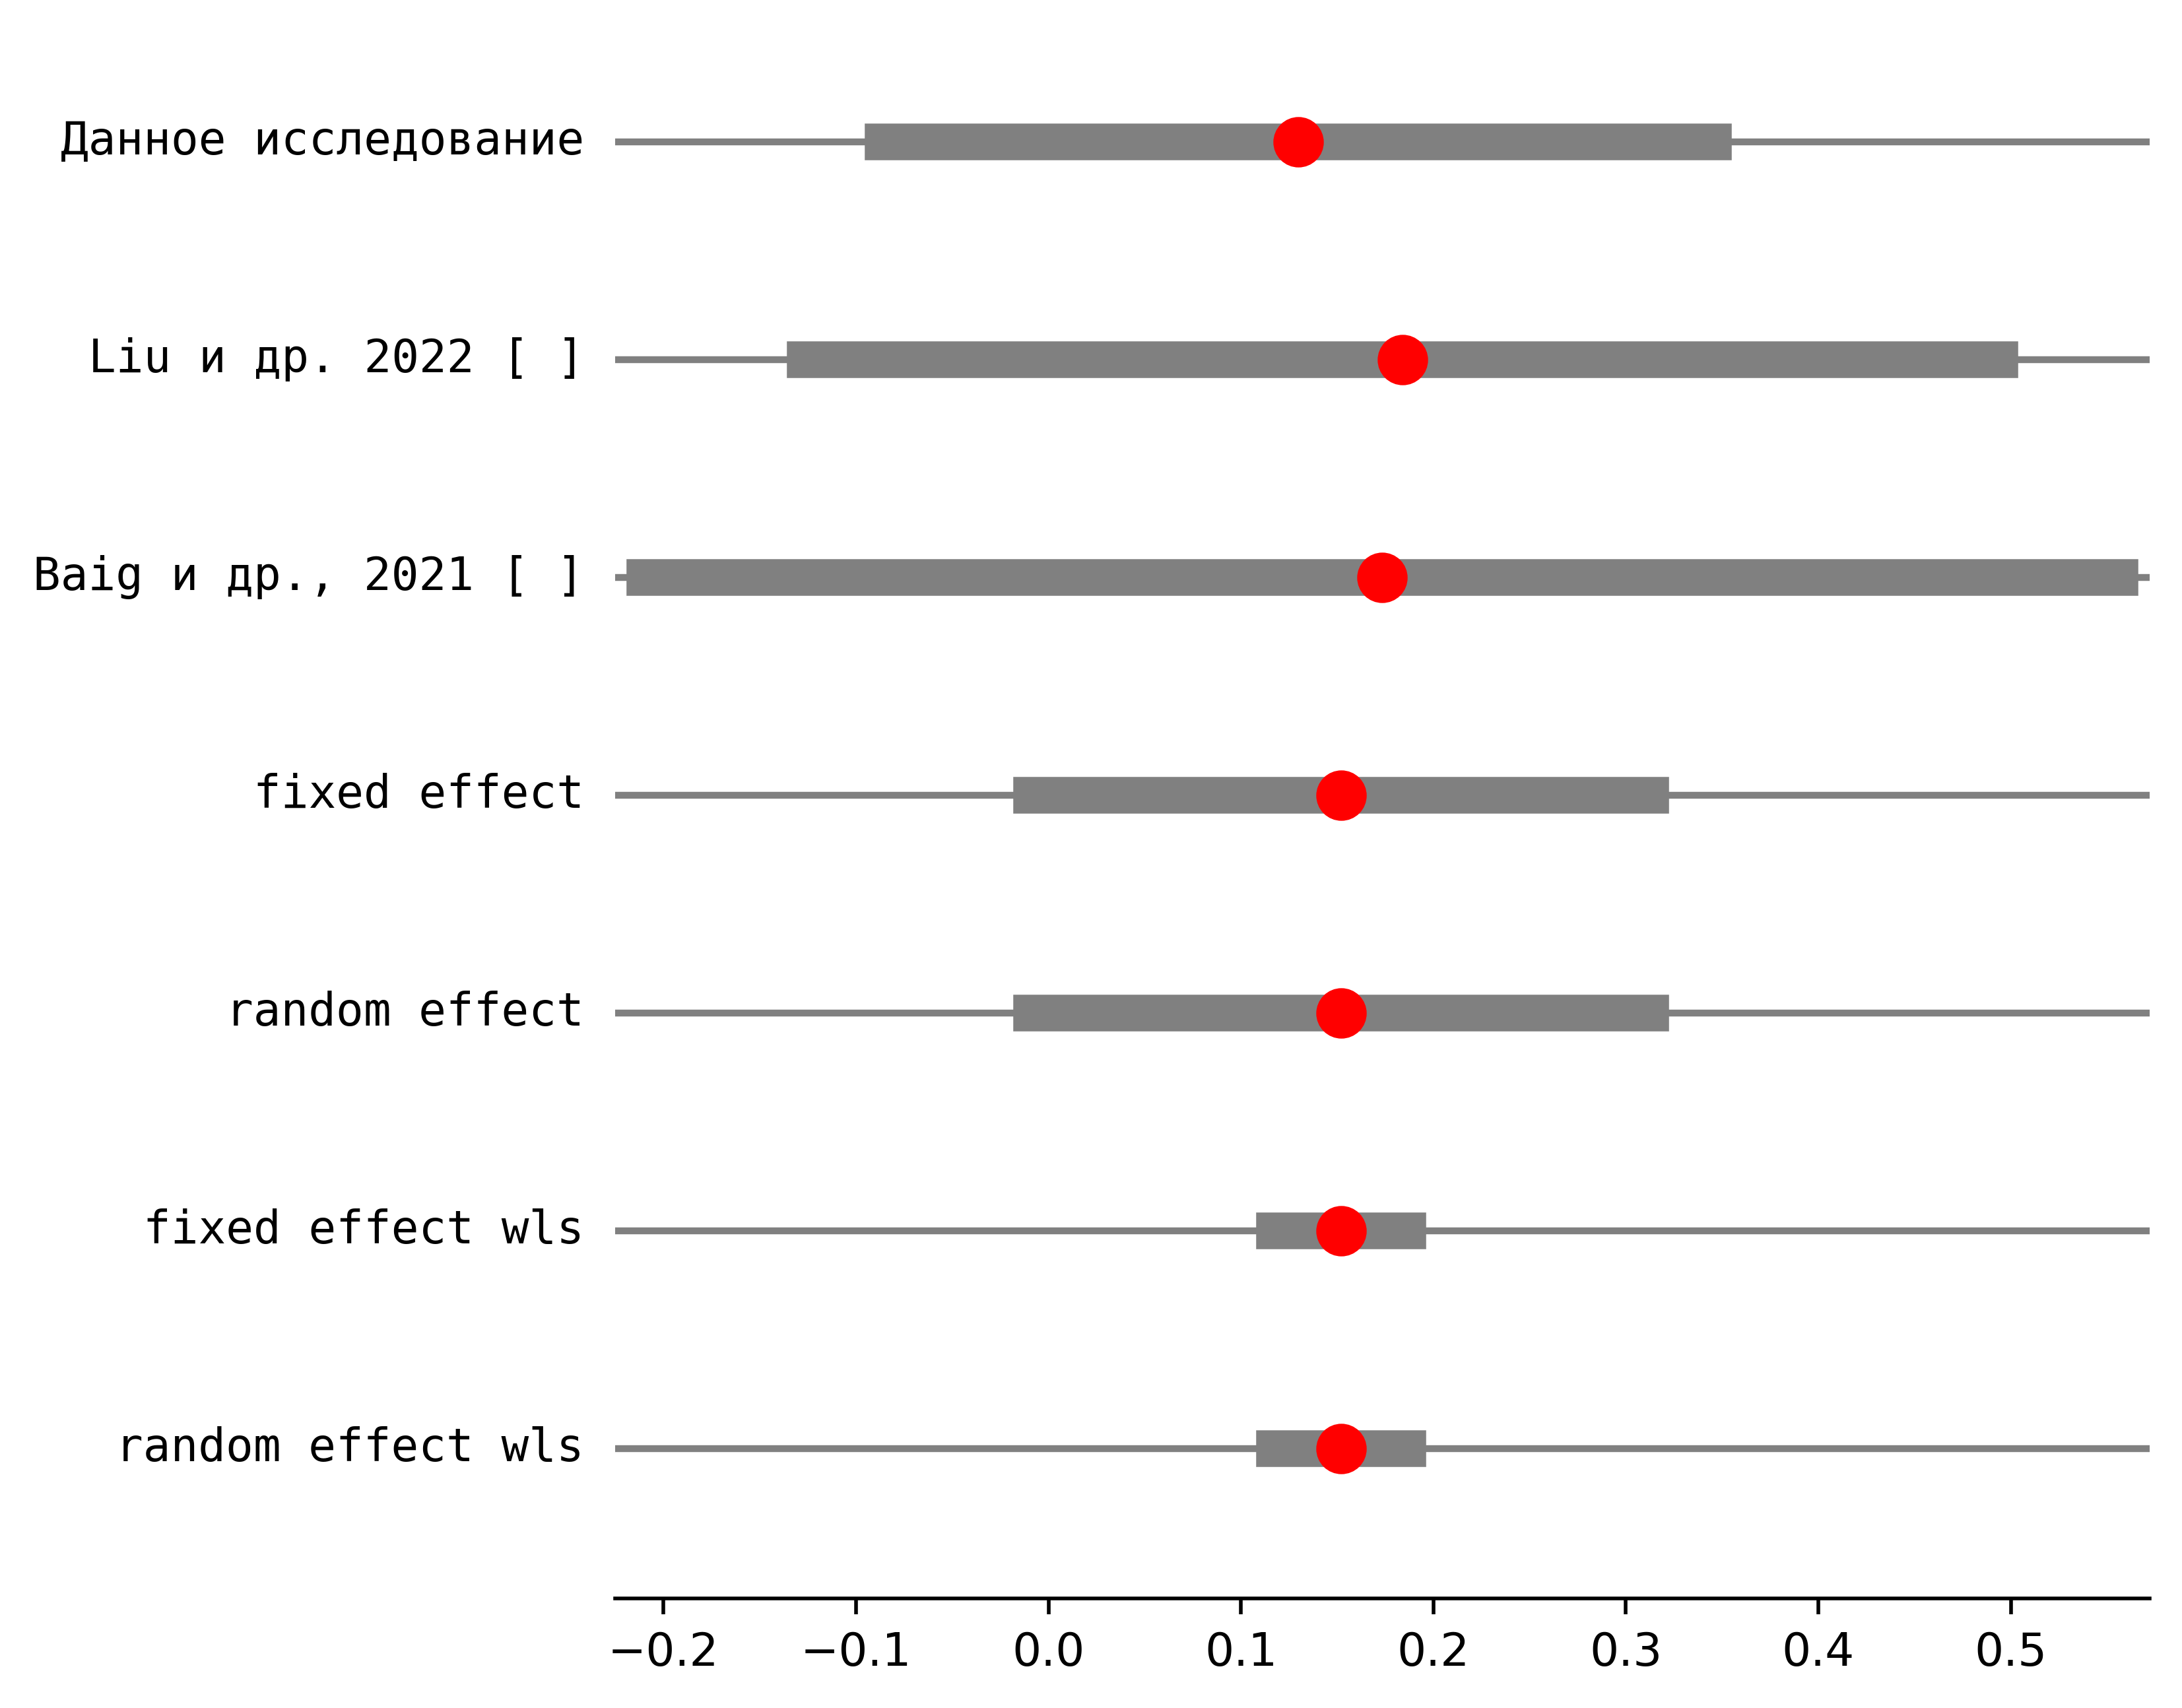 Данное исследование
Liu и др. 2022 [ ]
Baig и др., 2021 [ ]
fixed effect
random effect
fixed effect wls
random effect wls
−0.2 −0.1 0.0 0.1 0.2 0.3 0.4 0.5